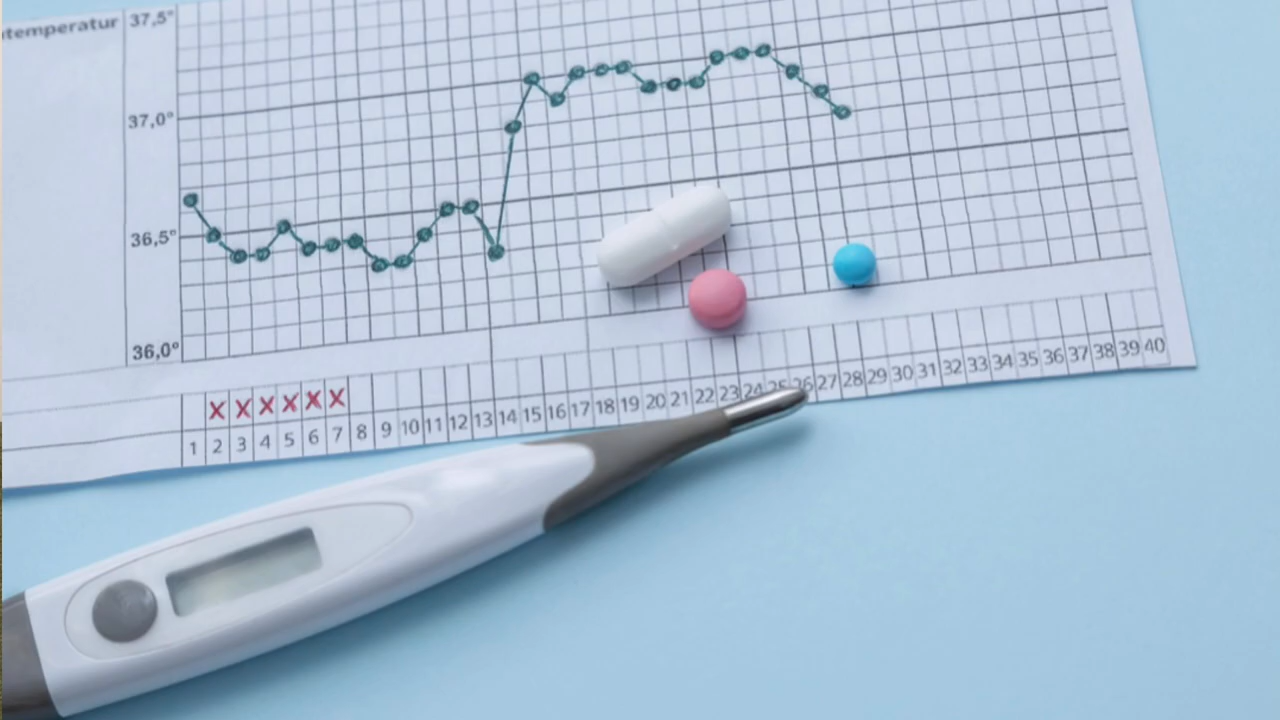 temperatur
37,5°
37,0°
36,5°
36,0°
X X X X X X
1 2 3 4 5 6 7 8 9 10 11 12 13 14 15 16 17 18 19 20 21 22 23 24 25 26 27 28 29 30 31 32 33 34 35 36 37 38 39 40